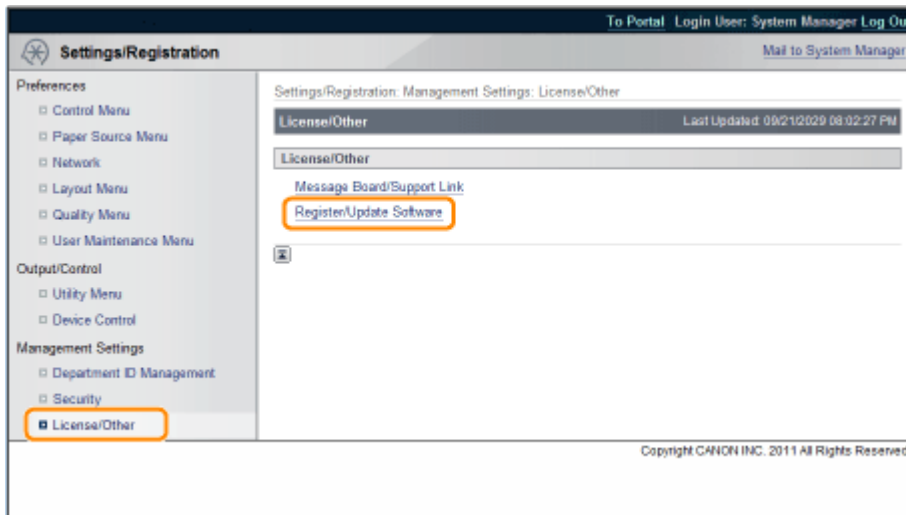 To Portal Login User: System Manager Log Ou
Settings/Registration
Mail to System Manager
Preferences
Control Menu
Paper Source Menu
Network
Layout Menu
Quality Menu
User Maintenance Menu
Output/Control
Utility Menu
Device Control
Management Settings
Department ID Management
Security
License/Other
Settings/Registration: Management Settings: License/Other
License/Other Last Updated: 09/21/2029 08:02:27 PM
License/Other
Message Board/Support Link
Register/Update Software
Copyright CANON INC. 2011 All Rights Reserved